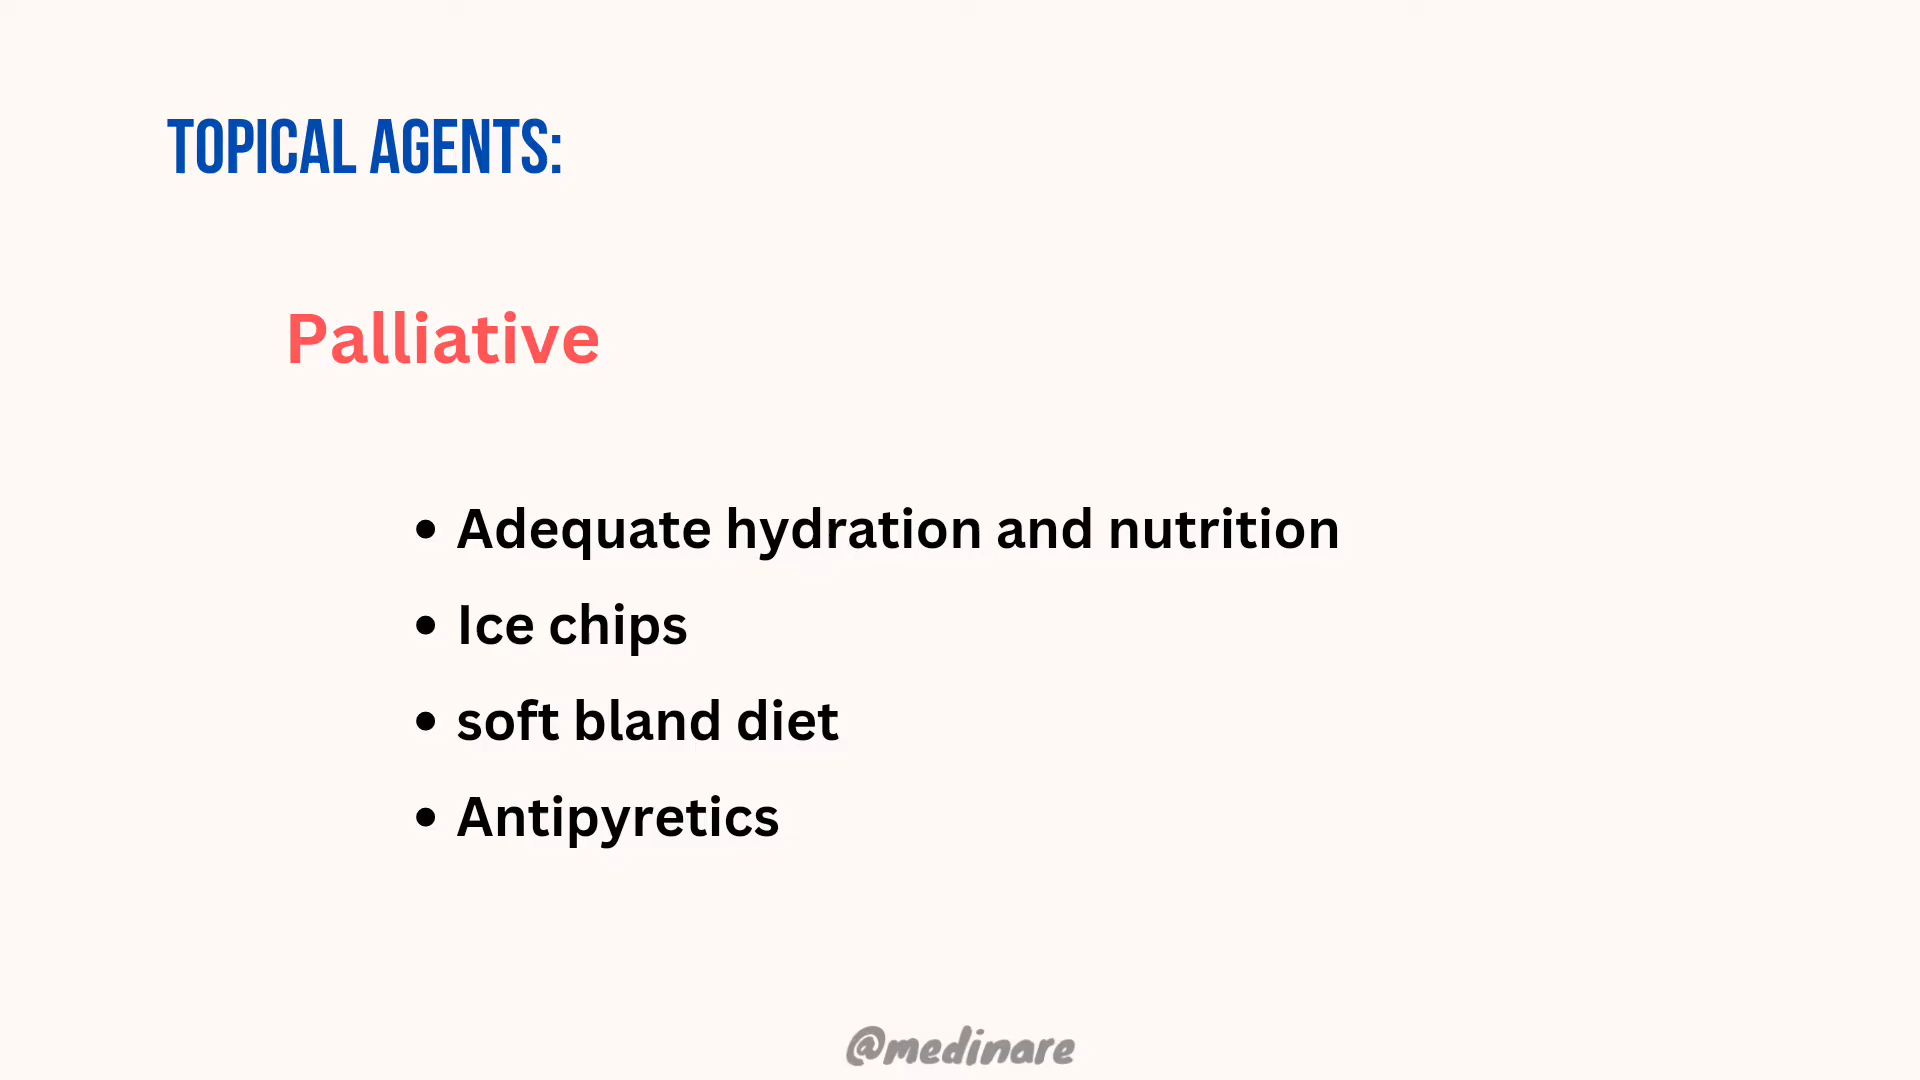 TOPICAL AGENTS:
Palliative
• Adequate hydration and nutrition
• Ice chips
• soft bland diet
• Antipyretics
@medinare